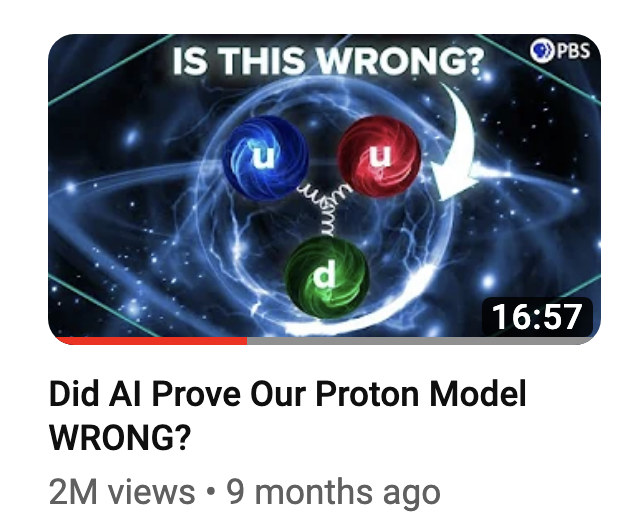 IS THIS WRONG?
PBS
u
u
d
16:57
Did AI Prove Our Proton Model
WRONG?
2M views • 9 months ago